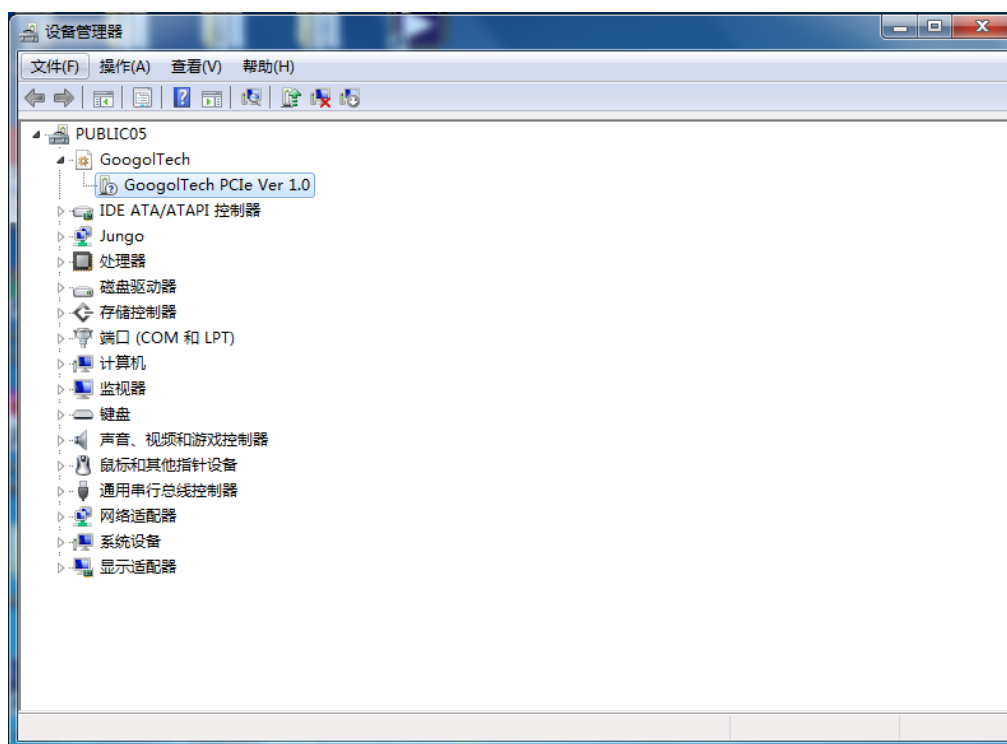 设备管理器
文件(F) 操作(A) 查看(V) 帮助(H)
PUBLIC05
GoogolTech
GoogolTech PCIe Ver 1.0
IDE ATA/ATAPI 控制器
Jungo
处理器
磁盘驱动器
存储控制器
端口 (COM 和 LPT)
计算机
监视器
键盘
声音、视频和游戏控制器
鼠标和其他指针设备
通用串行总线控制器
网络适配器
系统设备
显示适配器